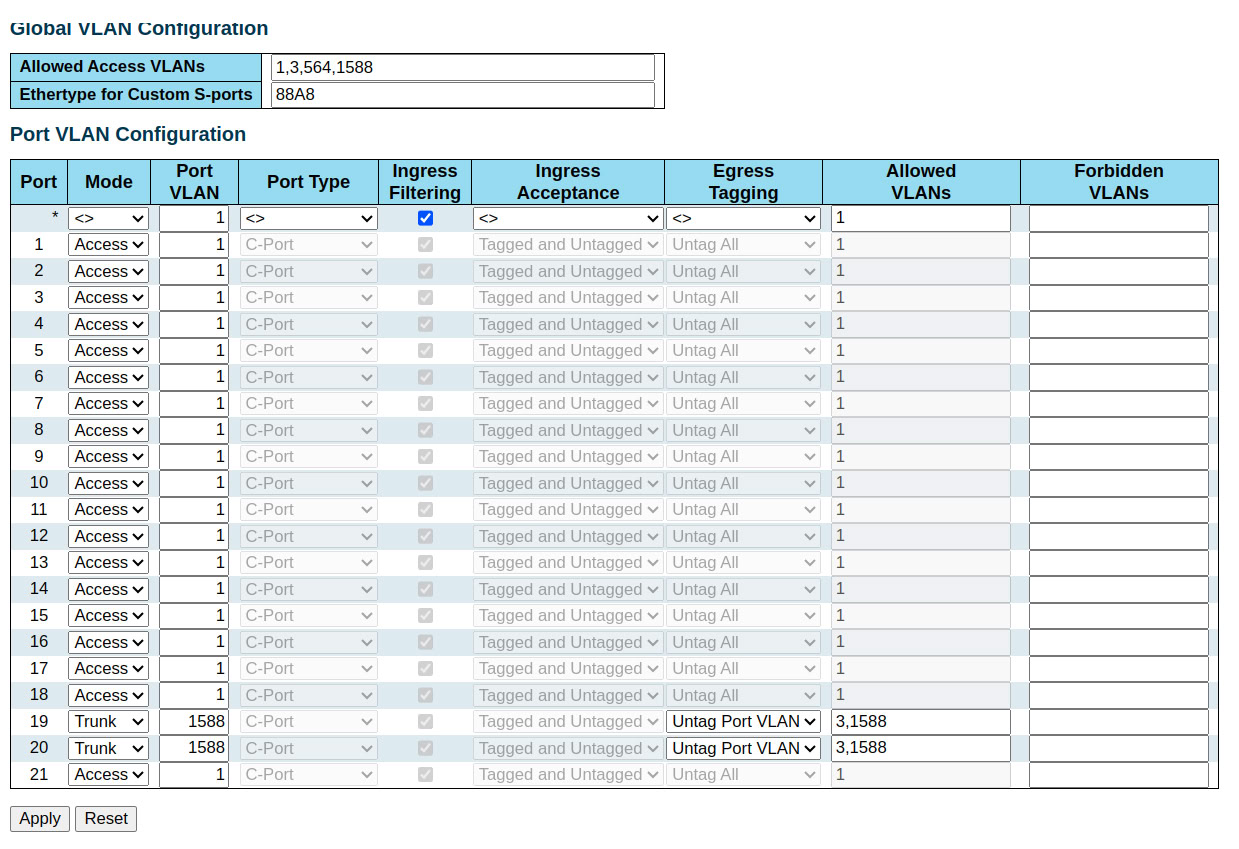 Global VLAN Configuration
Allowed Access VLANs 1,3,564,1588
Ethertype for Custom S-ports 88A8
Port VLAN Configuration
Port Mode Port VLAN Port Type Ingress Filtering Ingress Acceptance Egress Tagging Allowed VLANs Forbidden VLANs
* <> 1 <> <> <> 1
1 Access 1 C-Port Tagged and Untagged Untag All 1
2 Access 1 C-Port Tagged and Untagged Untag All 1
3 Access 1 C-Port Tagged and Untagged Untag All 1
4 Access 1 C-Port Tagged and Untagged Untag All 1
5 Access 1 C-Port Tagged and Untagged Untag All 1
6 Access 1 C-Port Tagged and Untagged Untag All 1
7 Access 1 C-Port Tagged and Untagged Untag All 1
8 Access 1 C-Port Tagged and Untagged Untag All 1
9 Access 1 C-Port Tagged and Untagged Untag All 1
10 Access 1 C-Port Tagged and Untagged Untag All 1
11 Access 1 C-Port Tagged and Untagged Untag All 1
12 Access 1 C-Port Tagged and Untagged Untag All 1
13 Access 1 C-Port Tagged and Untagged Untag All 1
14 Access 1 C-Port Tagged and Untagged Untag All 1
15 Access 1 C-Port Tagged and Untagged Untag All 1
16 Access 1 C-Port Tagged and Untagged Untag All 1
17 Access 1 C-Port Tagged and Untagged Untag All 1
18 Access 1 C-Port Tagged and Untagged Untag All 1
19 Trunk 1588 C-Port Tagged and Untagged Untag Port VLAN 3,1588
20 Trunk 1588 C-Port Tagged and Untagged Untag Port VLAN 3,1588
21 Access 1 C-Port Tagged and Untagged Untag All 1
Apply Reset